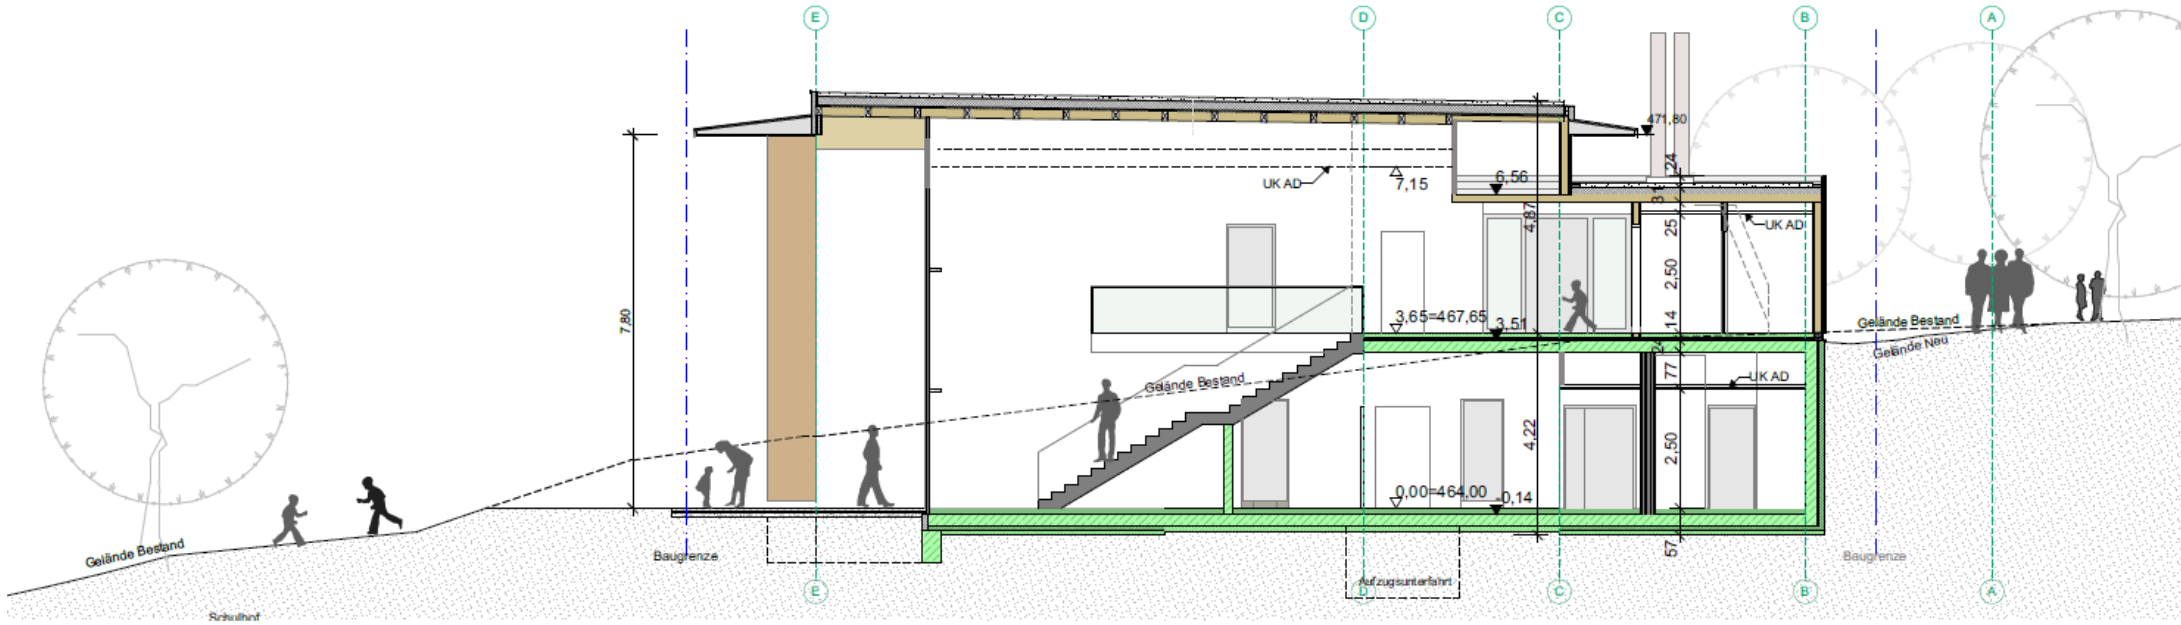 E
D
C
B
A
471,80
24
UK AD
7,15
6,56
31
4,87
25
UK AD
2,50
7,80
3,65=467,65
3,51
14
Gelände Bestand
Gelände Neu
24
Gelände Bestand
77
UK AD
4,22
2,50
0,00=464,00
-0,14
Gelände Bestand
Baugrenze
57
Baugrenze
Aufzugsunterfahrt
E
D
C
B
A
Schulhof